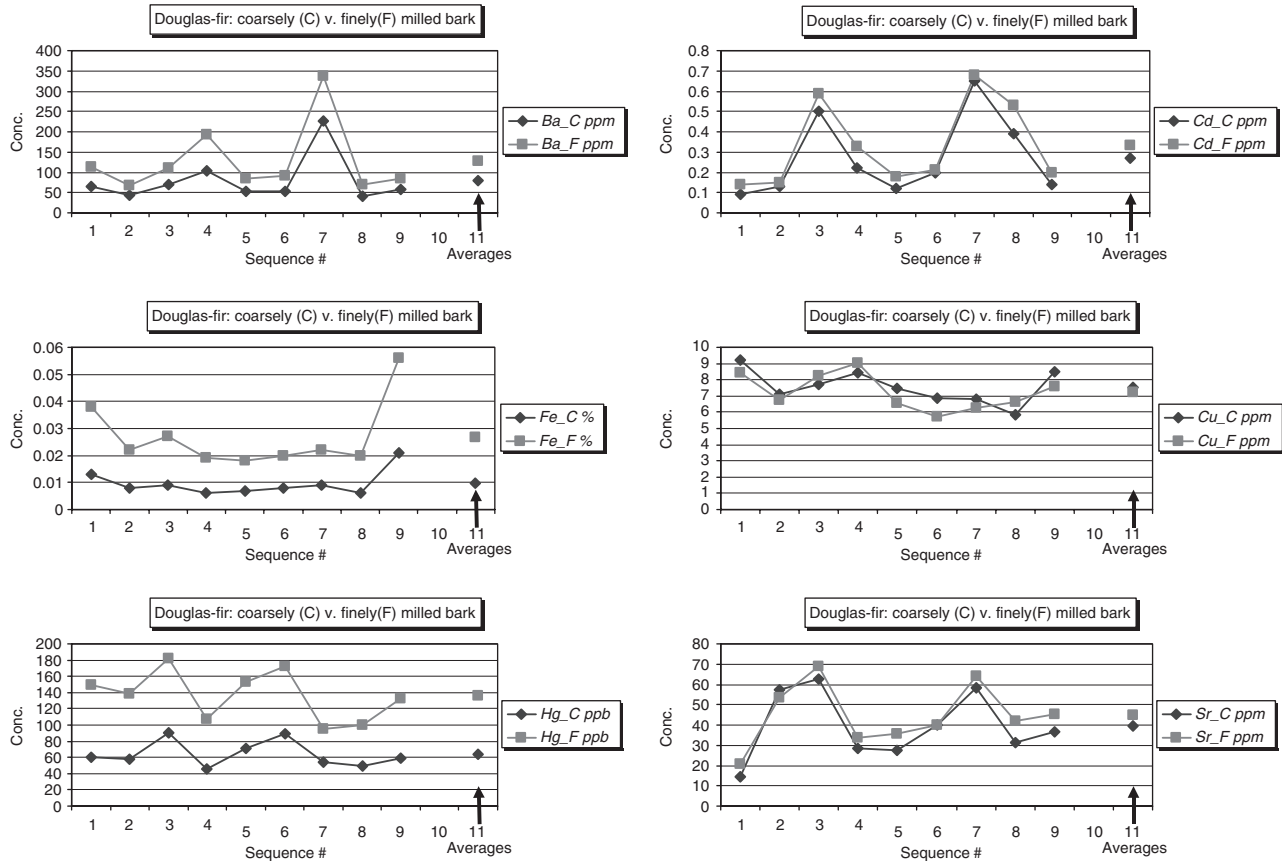 Douglas-fir: coarsely (C) v. finely(F) milled bark
400
350
300
250
200
150
100
50
0
Conc.
1 2 3 4 5 6 7 8 9 10 11
Sequence #
Averages
Ba_C ppm
Ba_F ppm
Douglas-fir: coarsely (C) v. finely(F) milled bark
0.8
0.7
0.6
0.5
0.4
0.3
0.2
0.1
0
Conc.
1 2 3 4 5 6 7 8 9 10 11
Sequence #
Averages
Cd_C ppm
Cd_F ppm
Douglas-fir: coarsely (C) v. finely(F) milled bark
0.06
0.05
0.04
0.03
0.02
0.01
0
Conc.
1 2 3 4 5 6 7 8 9 10 11
Sequence #
Averages
Fe_C %
Fe_F %
Douglas-fir: coarsely (C) v. finely(F) milled bark
10
9
8
7
6
5
4
3
2
1
0
Conc.
1 2 3 4 5 6 7 8 9 10 11
Sequence #
Averages
Cu_C ppm
Cu_F ppm
Douglas-fir: coarsely (C) v. finely(F) milled bark
200
180
160
140
120
100
80
60
40
20
0
Conc.
1 2 3 4 5 6 7 8 9 10 11
Sequence #
Averages
Hg_C ppb
Hg_F ppb
Douglas-fir: coarsely (C) v. finely(F) milled bark
80
70
60
50
40
30
20
10
0
Conc.
1 2 3 4 5 6 7 8 9 10 11
Sequence #
Averages
Sr_C ppm
Sr_F ppm